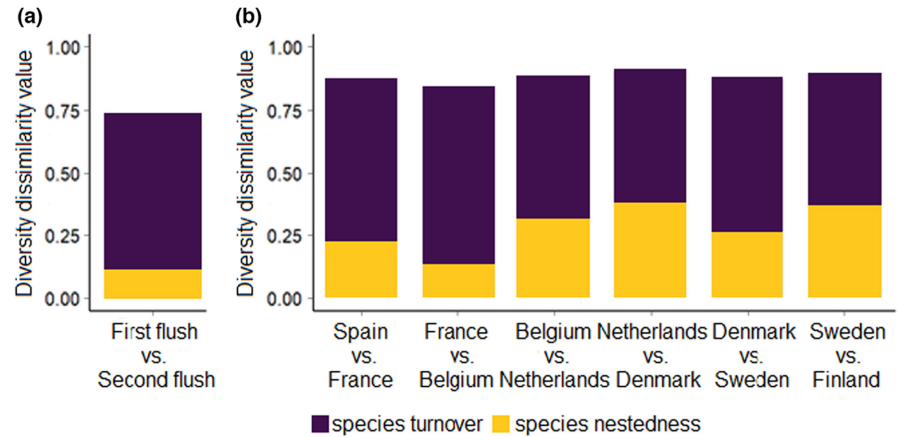 (a)
Diversity dissimilarity value
1.00
0.75
0.50
0.25
0.00
First flush
vs.
Second flush
(b)
Diversity dissimilarity value
1.00
0.75
0.50
0.25
0.00
Spain
vs.
France
France
vs.
Belgium
Belgium
vs.
Netherlands
Netherlands
vs.
Denmark
Denmark
vs.
Sweden
Sweden
vs.
Finland
species turnover
species nestedness